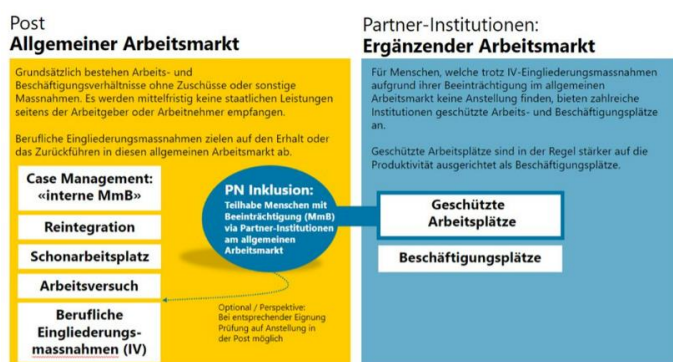 Post
Allgemeiner Arbeitsmarkt
Grundsätzlich bestehen Arbeits- und
Beschäftigungsverhältnisse ohne Zuschüsse oder sonstige
Massnahmen. Es werden mittelfristig keine staatlichen Leistungen
seitens der Arbeitgeber oder Arbeitnehmer empfangen.
Berufliche Eingliederungsmassnahmen zielen auf den Erhalt oder
das Zurückführen in diesen allgemeinen Arbeitsmarkt ab.
Case Management:
«interne MmB»
Reintegration
Schonarbeitsplatz
Arbeitsversuch
Berufliche
Eingliederungs-
massnahmen (IV)
PN Inklusion:
Teilhabe Menschen mit
Beeinträchtigung (MmB)
via Partner-Institutionen
am allgemeinen
Arbeitsmarkt
Optional / Perspektive:
Bei entsprechender Eignung
Prüfung auf Anstellung in
der Post möglich
Partner-Institutionen:
Ergänzender Arbeitsmarkt
Für Menschen, welche trotz IV-Eingliederungsmassnahmen
aufgrund ihrer Beeinträchtigung im allgemeinen
Arbeitsmarkt keine Anstellung finden, bieten zahlreiche
Institutionen geschützte Arbeits- und Beschäftigungsplätze
an.
Geschützte Arbeitsplätze sind in der Regel stärker auf die
Produktivität ausgerichtet als Beschäftigungsplätze.
Geschützte
Arbeitsplätze
Beschäftigungsplätze